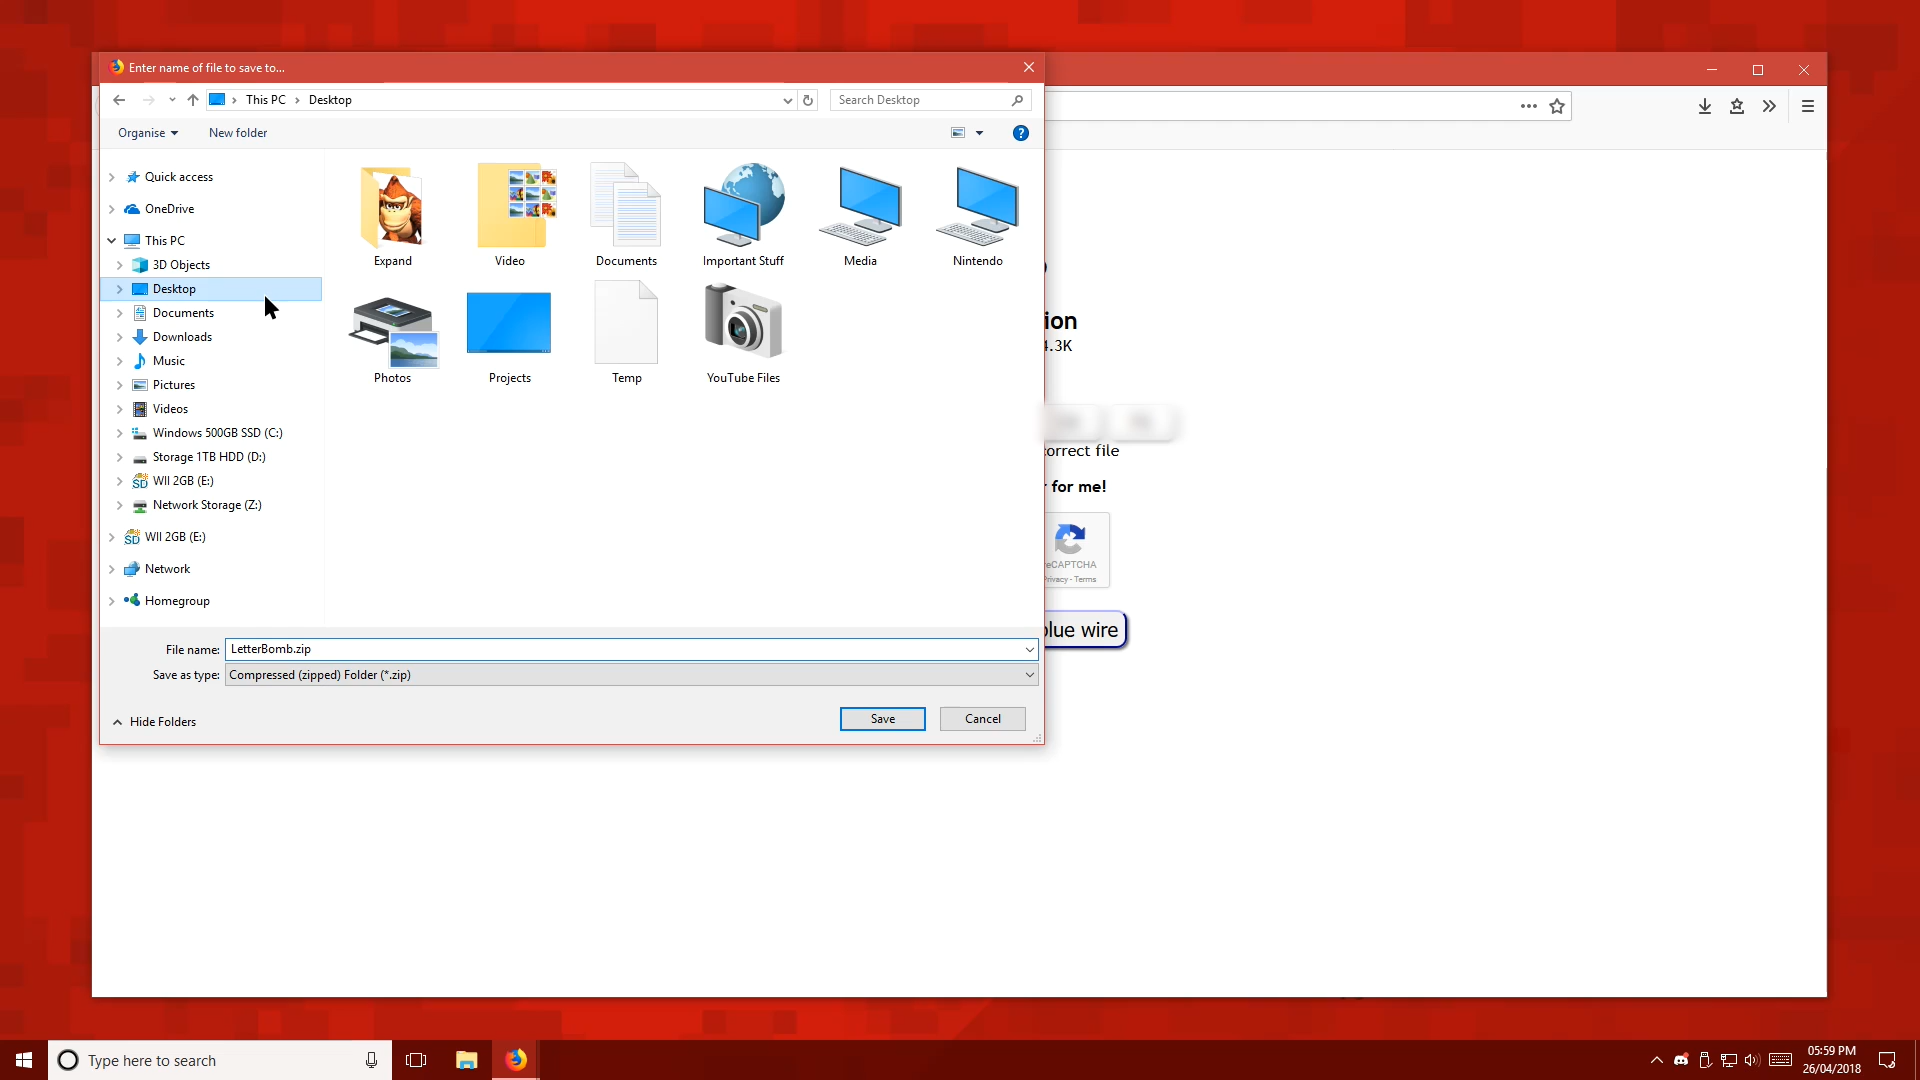 Enter name of file to save to...
This PC > Desktop
Search Desktop
Organise
New folder
Quick access
OneDrive
This PC
3D Objects
Desktop
Documents
Downloads
Music
Pictures
Videos
Windows 500GB SSD (C:)
Storage 1TB HDD (D:)
WII 2GB (E:)
Network Storage (Z:)
WII 2GB (E:)
Network
Homegroup
Expand
Video
Documents
Important Stuff
Media
Nintendo
Photos
Projects
Temp
YouTube Files
File name: LetterBomb.zip
Save as type: Compressed (zipped) Folder (*.zip)
Hide Folders
Save
Cancel
ion
4.3K
orrect file
for me!
reCAPTCHA
Privacy - Terms
blue wire
Type here to search
05:59 PM
26/04/2018